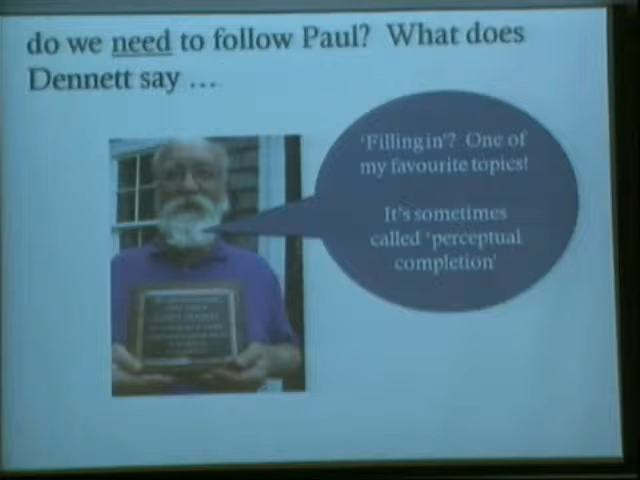 do we need to follow Paul? What does
Dennett say ...
'Filling in'? One of
my favourite topics!
It's sometimes
called 'perceptual
completion'